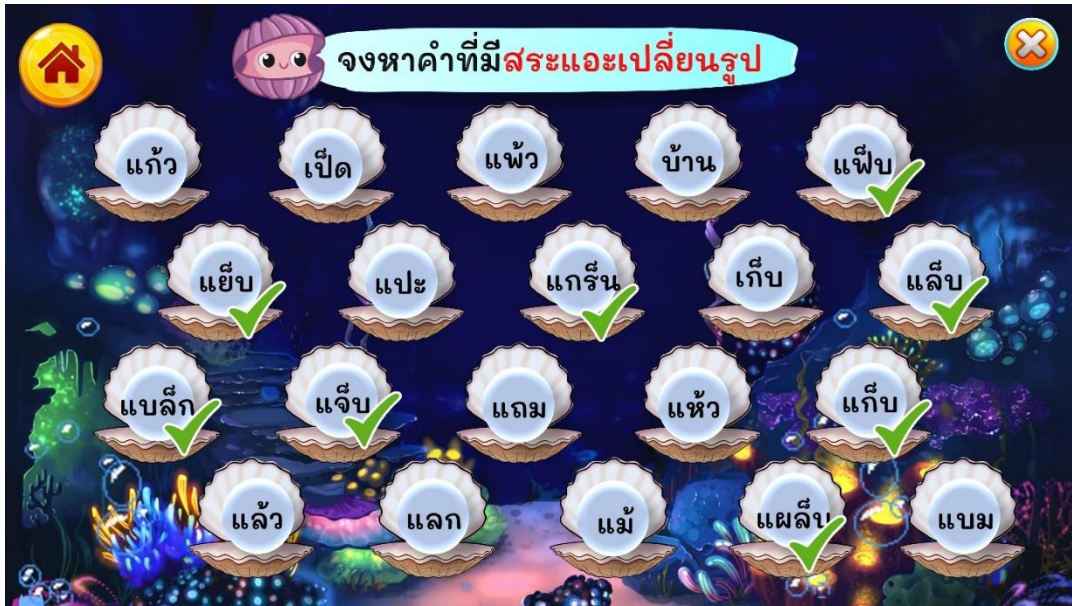 จงหาคำที่มีสระแอะเปลี่ยนรูป
แก้ว เป็ด แพ้ว บ้าน แฟ็บ
แย็บ แปะ แกร็น เก็บ แล็บ
แบล็ก แจ็บ แถม แห้ว แก็บ
แล้ว แลก แม้ แผล็บ แบม